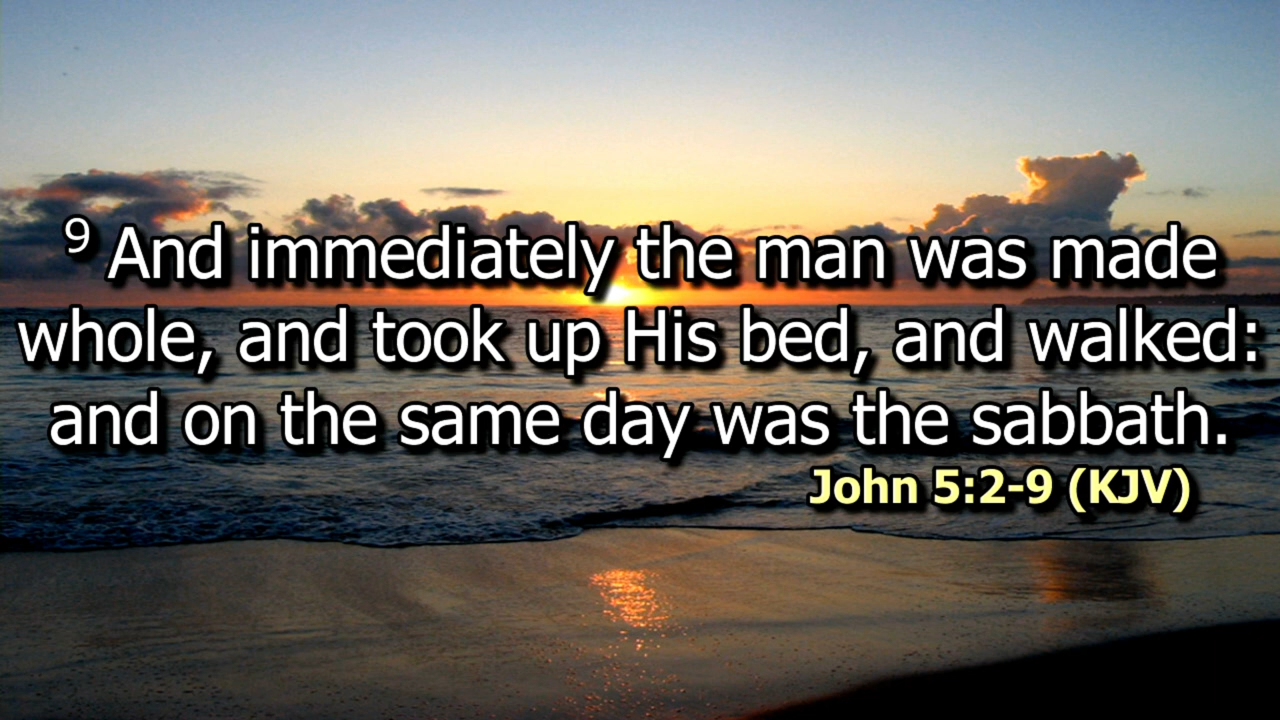 9 And immediately the man was made
whole, and took up His bed, and walked:
and on the same day was the sabbath.
John 5:2-9 (KJV)